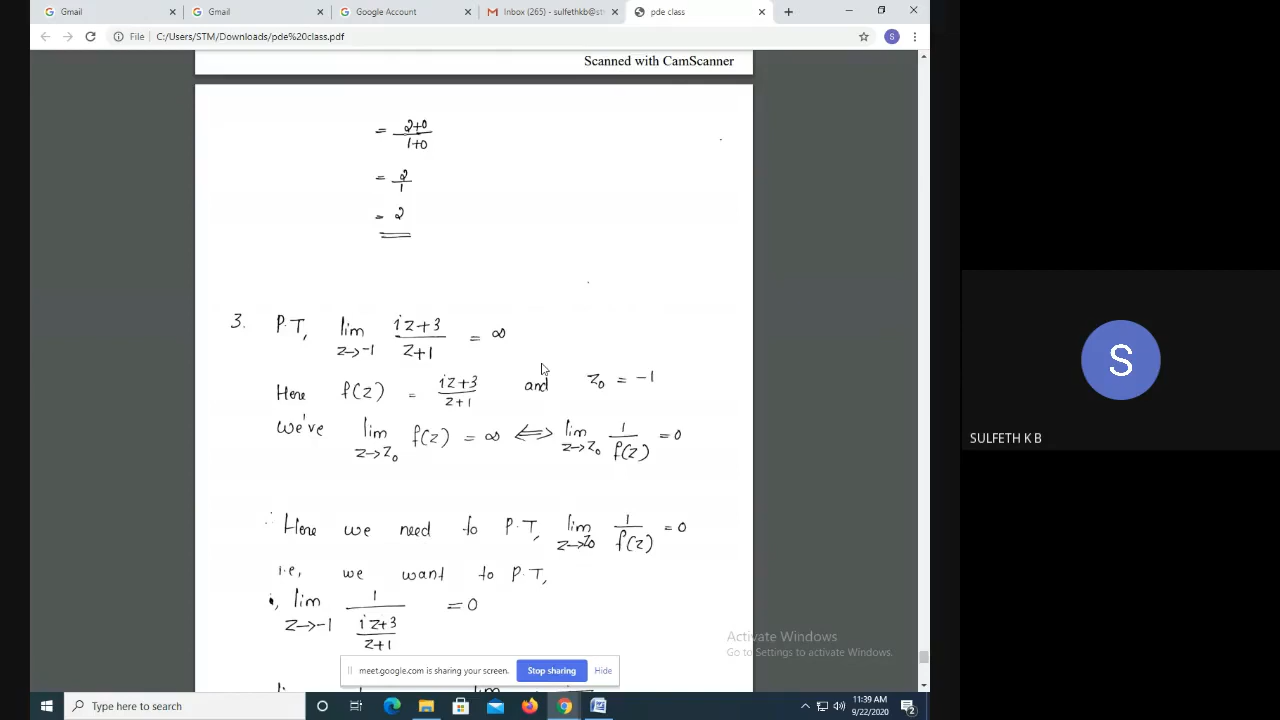 Gmail Gmail Google Account Inbox (265) - sulfethkb@st pde class
File C:/Users/STM/Downloads/pde%20class.pdf S
Scanned with CamScanner
= 2+0 / 1+0
= 2 / 1
= 2
3. P.T, lim z→-1 iz+3 / z+1 = ∞
Here f(z) = iz+3 / z+1 and z₀ = -1
We've lim z→z₀ f(z) = ∞ ⟺ lim z→z₀ 1 / f(z) = 0
∴ Here we need to P.T, lim z→z₀ 1 / f(z) = 0
i.e, we want to P.T,
lim z→-1 1 / (iz+3 / z+1) = 0
lim
S
SULFETH K B
Activate Windows
Go to Settings to activate Windows.
meet.google.com is sharing your screen. Stop sharing Hide
Type here to search
11:39 AM
9/22/2020
2